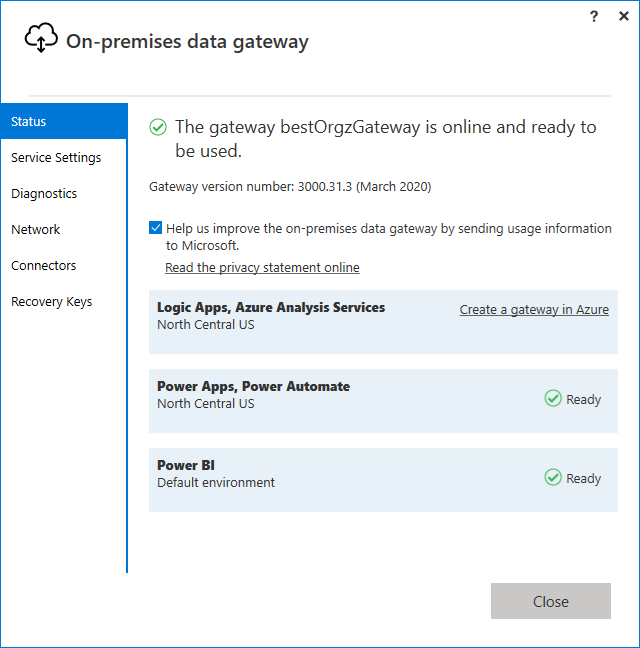 ? ×
On-premises data gateway
Status
Service Settings
Diagnostics
Network
Connectors
Recovery Keys
The gateway bestOrgzGateway is online and ready to
be used.
Gateway version number: 3000.31.3 (March 2020)
Help us improve the on-premises data gateway by sending usage information
to Microsoft.
Read the privacy statement online
Logic Apps, Azure Analysis Services
North Central US
Create a gateway in Azure
Power Apps, Power Automate
North Central US
Ready
Power BI
Default environment
Ready
Close